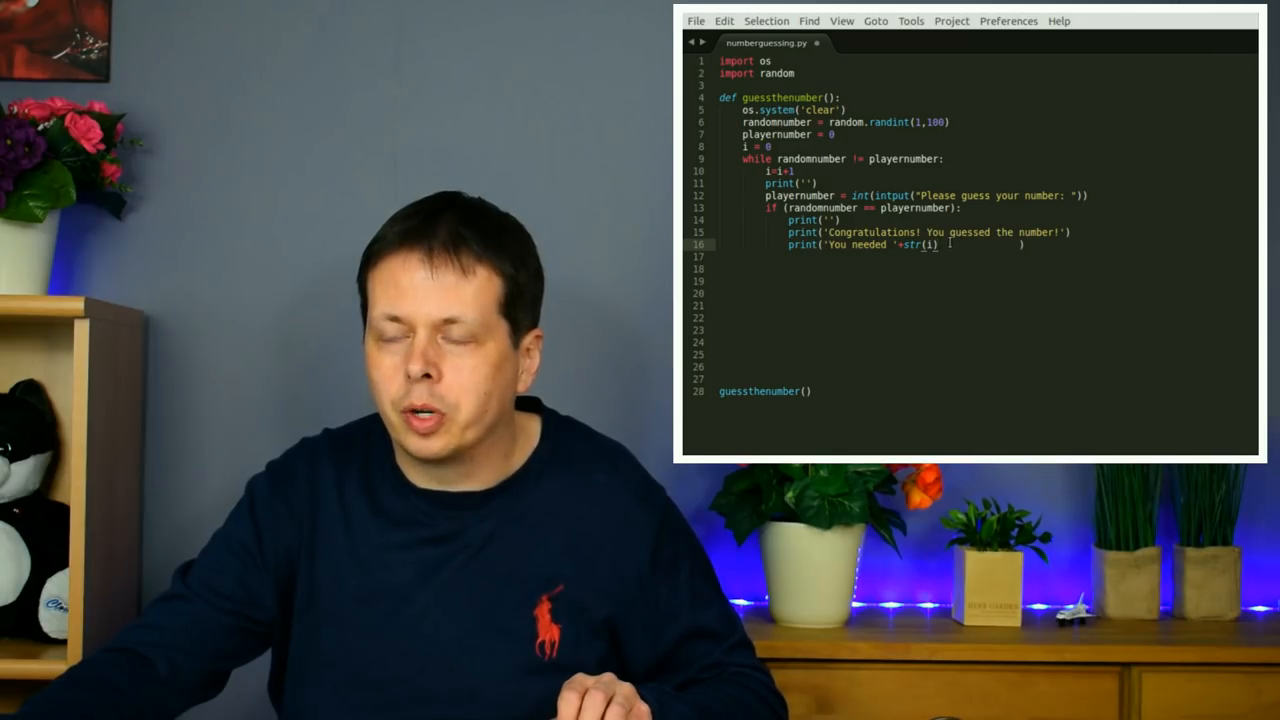 File Edit Selection Find View Goto Tools Project Preferences Help
numberguessing.py
1 import os
2 import random
3
4 def guessthenumber():
5 os.system('clear')
6 randomnumber = random.randint(1,100)
7 playernumber = 0
8 i = 0
9 while randomnumber != playernumber:
10 i=i+1
11 print('')
12 playernumber = int(intput("Please guess your number: "))
13 if (randomnumber == playernumber):
14 print('')
15 print('Congratulations! You guessed the number!')
16 print('You needed '+str(i) )
17
18
19
20
21
22
23
24
25
26
27
28 guessthenumber()
HERB GARDEN